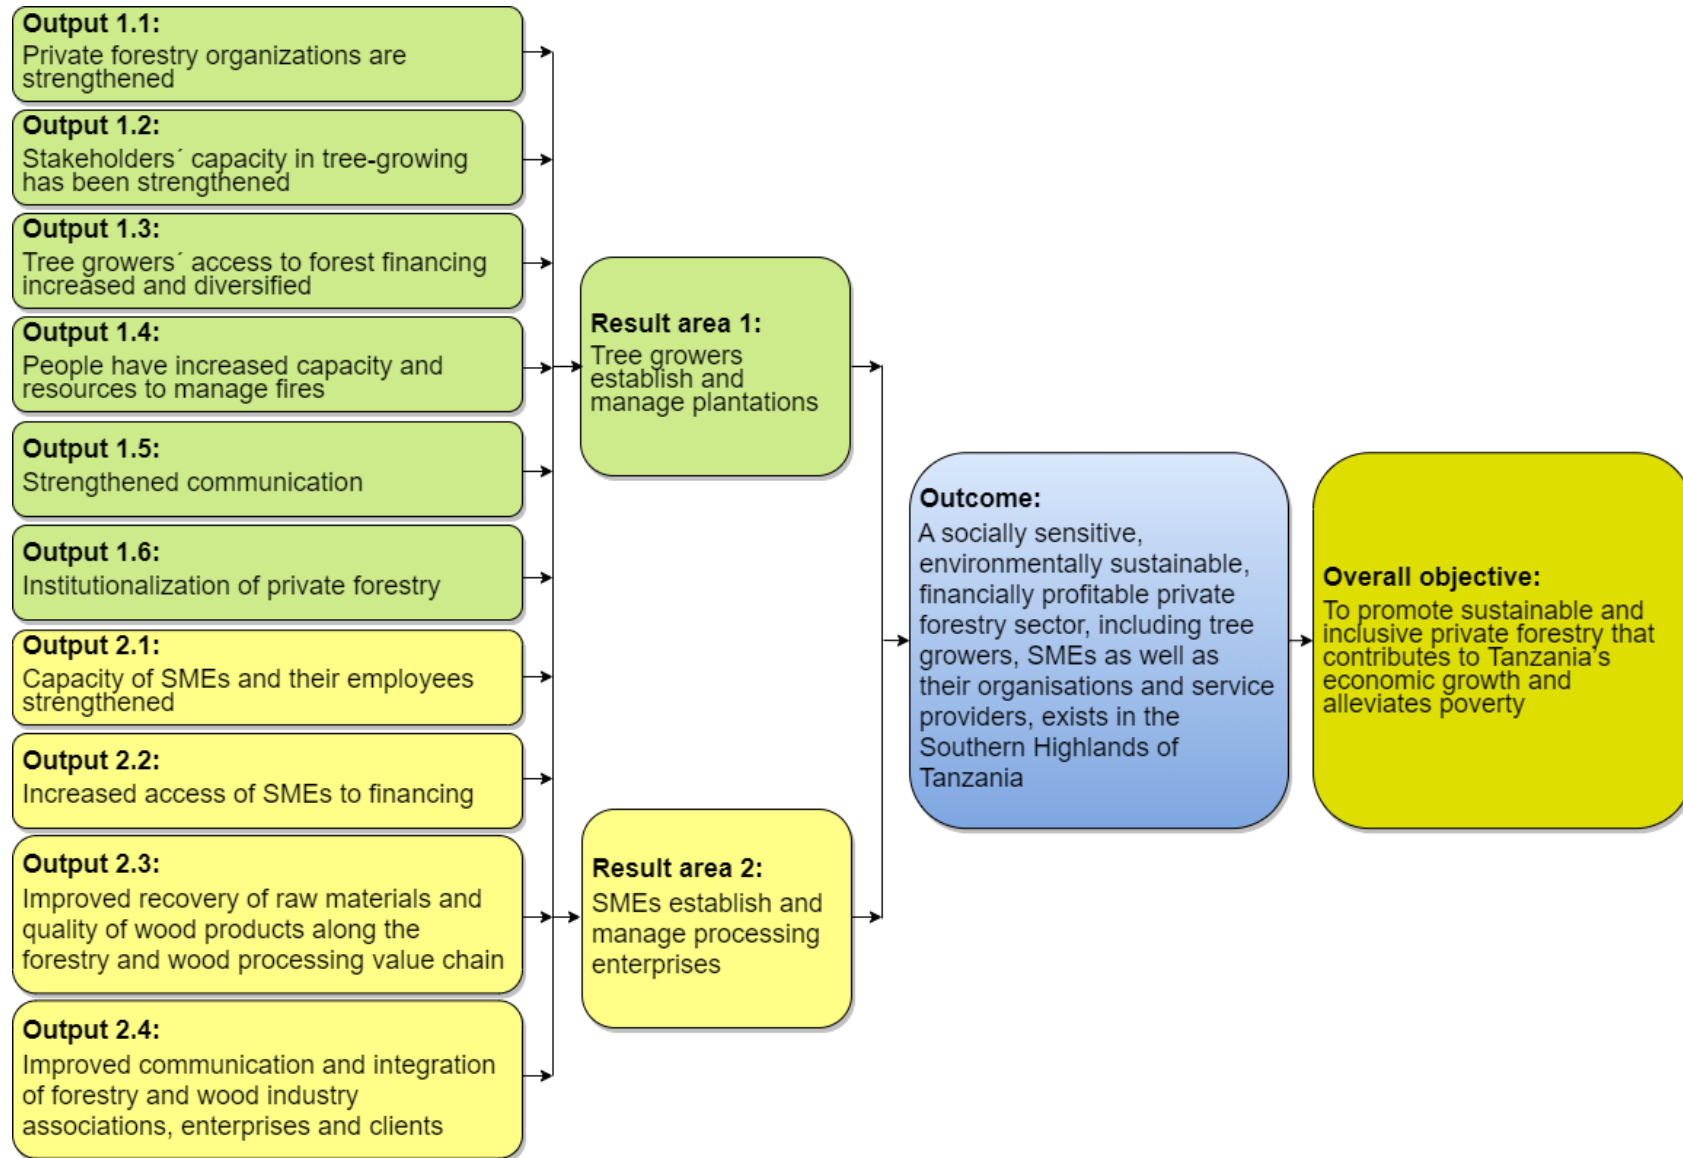 Output 1.1:
Private forestry organizations are
strengthened
Output 1.2:
Stakeholders´ capacity in tree-growing
has been strengthened
Output 1.3:
Tree growers´ access to forest financing
increased and diversified
Output 1.4:
People have increased capacity and
resources to manage fires
Output 1.5:
Strengthened communication
Output 1.6:
Institutionalization of private forestry
Output 2.1:
Capacity of SMEs and their employees
strengthened
Output 2.2:
Increased access of SMEs to financing
Output 2.3:
Improved recovery of raw materials and
quality of wood products along the
forestry and wood processing value chain
Output 2.4:
Improved communication and integration
of forestry and wood industry
associations, enterprises and clients
Result area 1:
Tree growers
establish and
manage plantations
Result area 2:
SMEs establish and
manage processing
enterprises
Outcome:
A socially sensitive,
environmentally sustainable,
financially profitable private
forestry sector, including tree
growers, SMEs as well as
their organisations and service
providers, exists in the
Southern Highlands of
Tanzania
Overall objective:
To promote sustainable and
inclusive private forestry that
contributes to Tanzania's
economic growth and
alleviates poverty